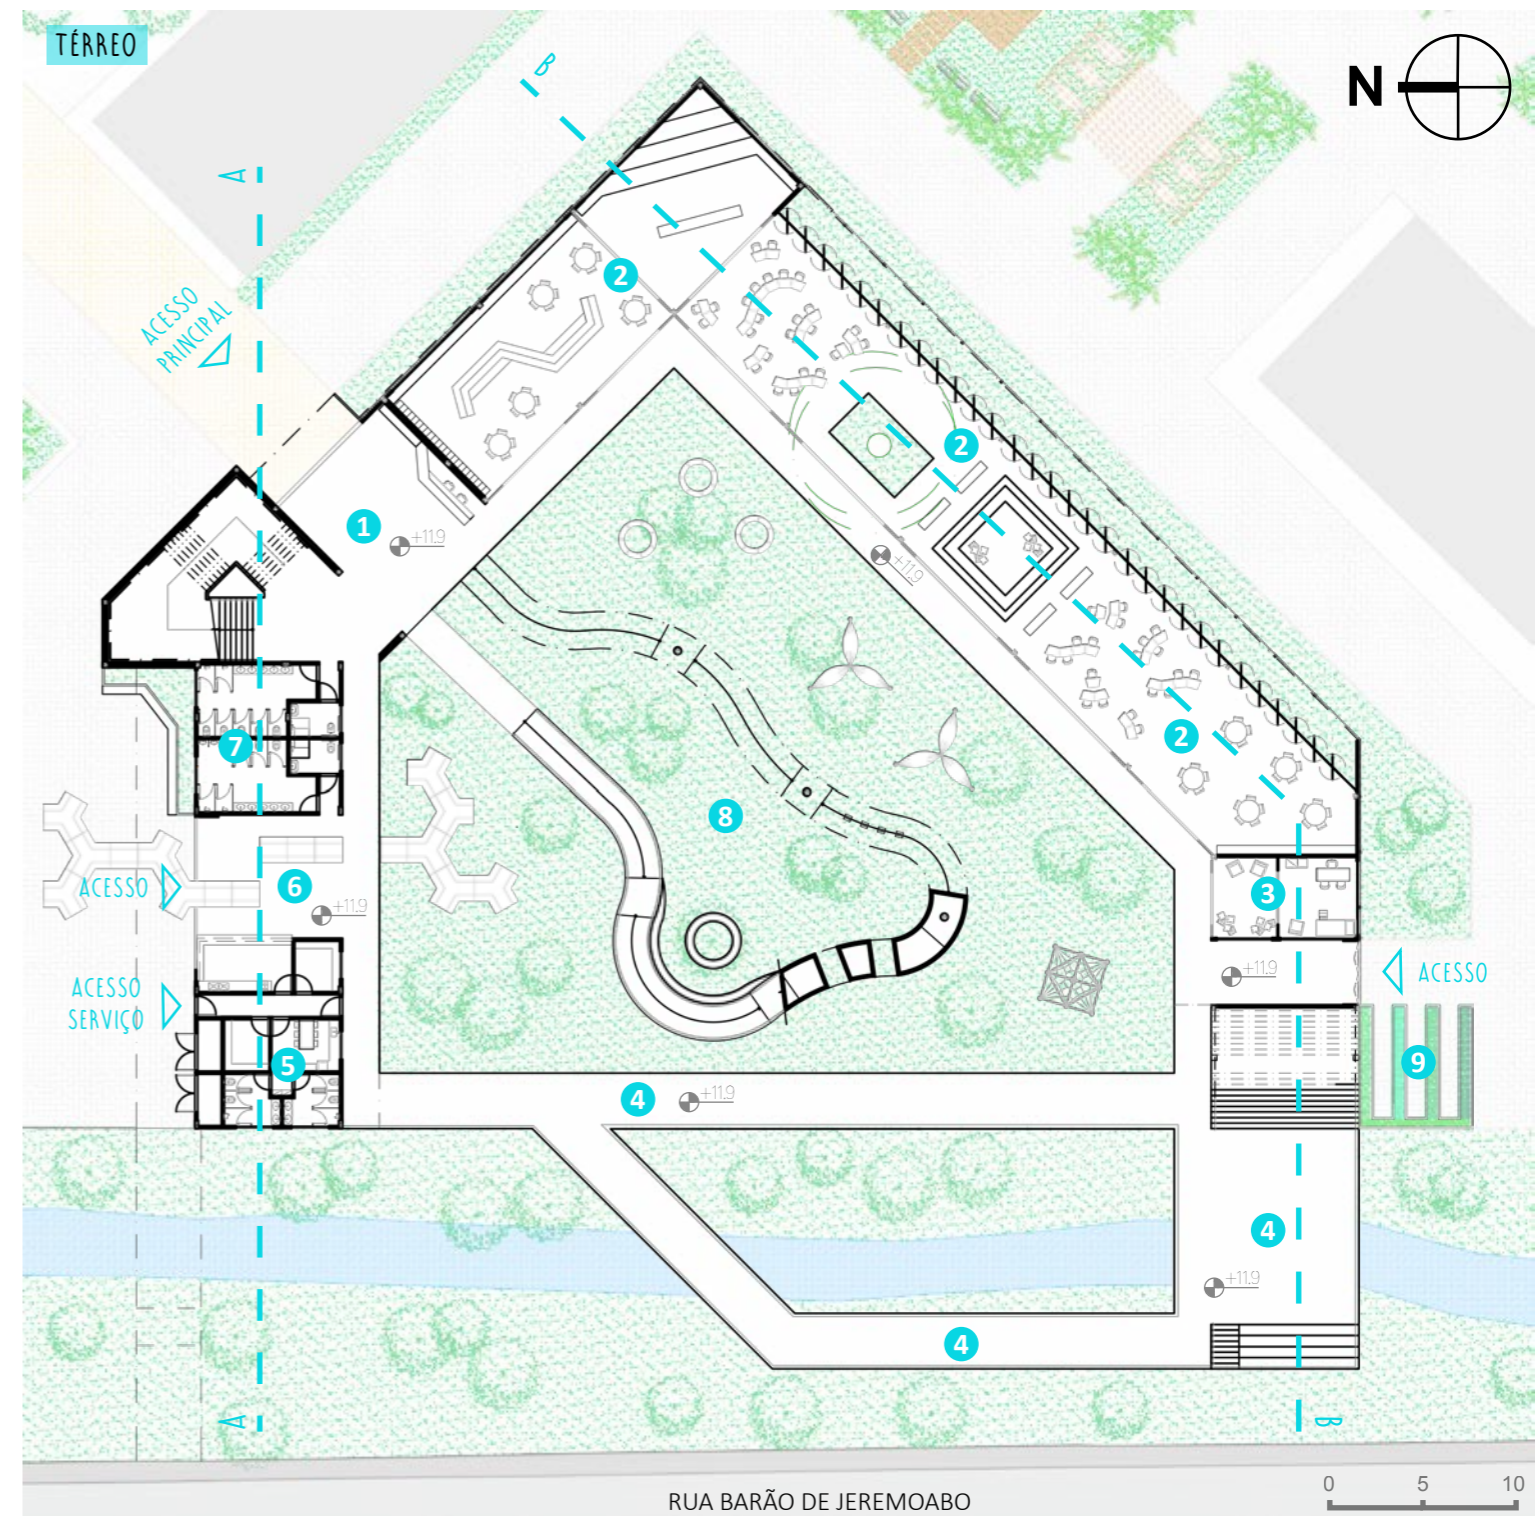 TÉRREO
B
N
A
ACESSO
PRINCIPAL
2
1
+11.9
2
+11.9
2
7
8
ACESSO
6
+11.9
3
+11.9
ACESSO
ACESSO
SERVIÇO
5
9
4
+11.9
4
+11.9
4
A
B
RUA BARÃO DE JEREMOABO
0 5 10